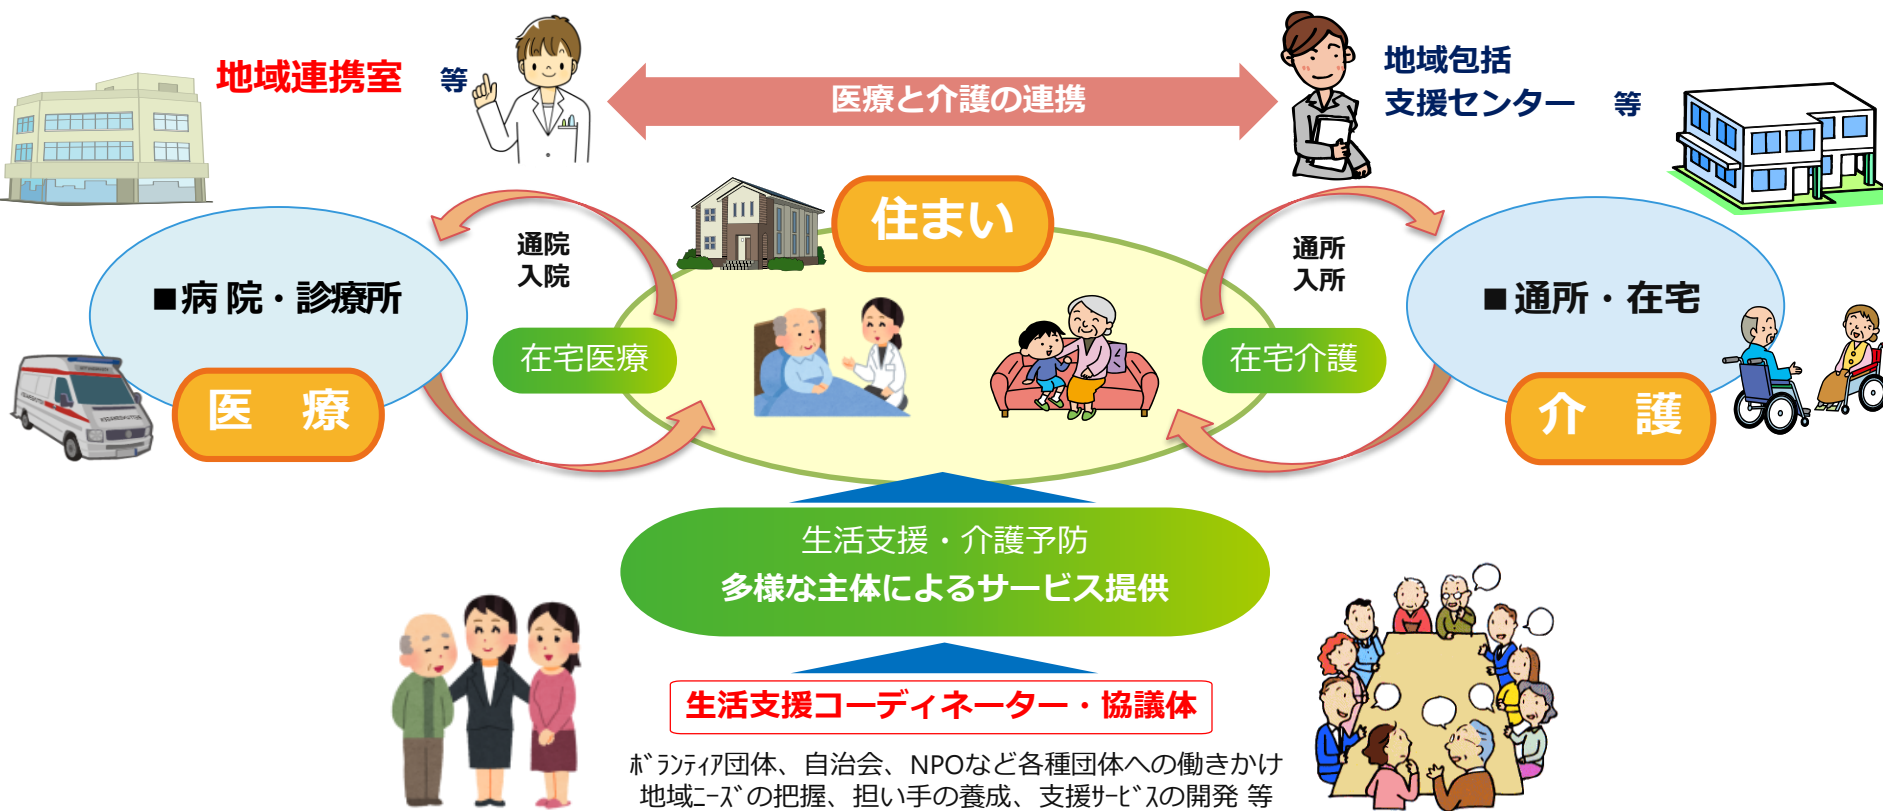 地域連携室 等
医療と介護の連携
地域包括
支援センター 等
住まい
通院
入院
通所
入所
■病院・診療所
■通所・在宅
在宅医療
在宅介護
医 療
介 護
生活支援・介護予防
多様な主体によるサービス提供
生活支援コーディネーター・協議体
ﾎﾞﾗﾝﾃｨｱ団体、自治会、NPOなど各種団体への働きかけ
地域ﾆｰｽﾞの把握、担い手の養成、支援ｻｰﾋﾞｽの開発 等